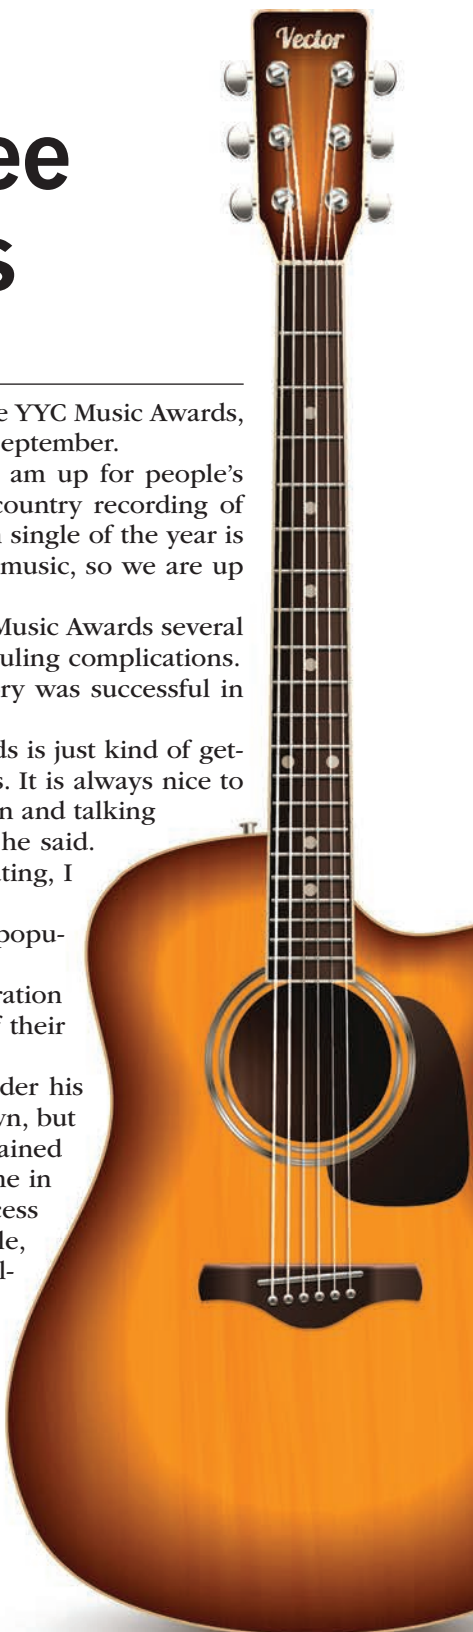 Vector
ee
s
e YYC Music Awards,
eptember.
am up for people's
country recording of
single of the year is
music, so we are up
Music Awards several
uling complications.
ry was successful in
ds is just kind of get-
s. It is always nice to
n and talking
he said.
ting, I
popu-
ration
f their
der his
wn, but
ained
ne in
cess
le,
l-